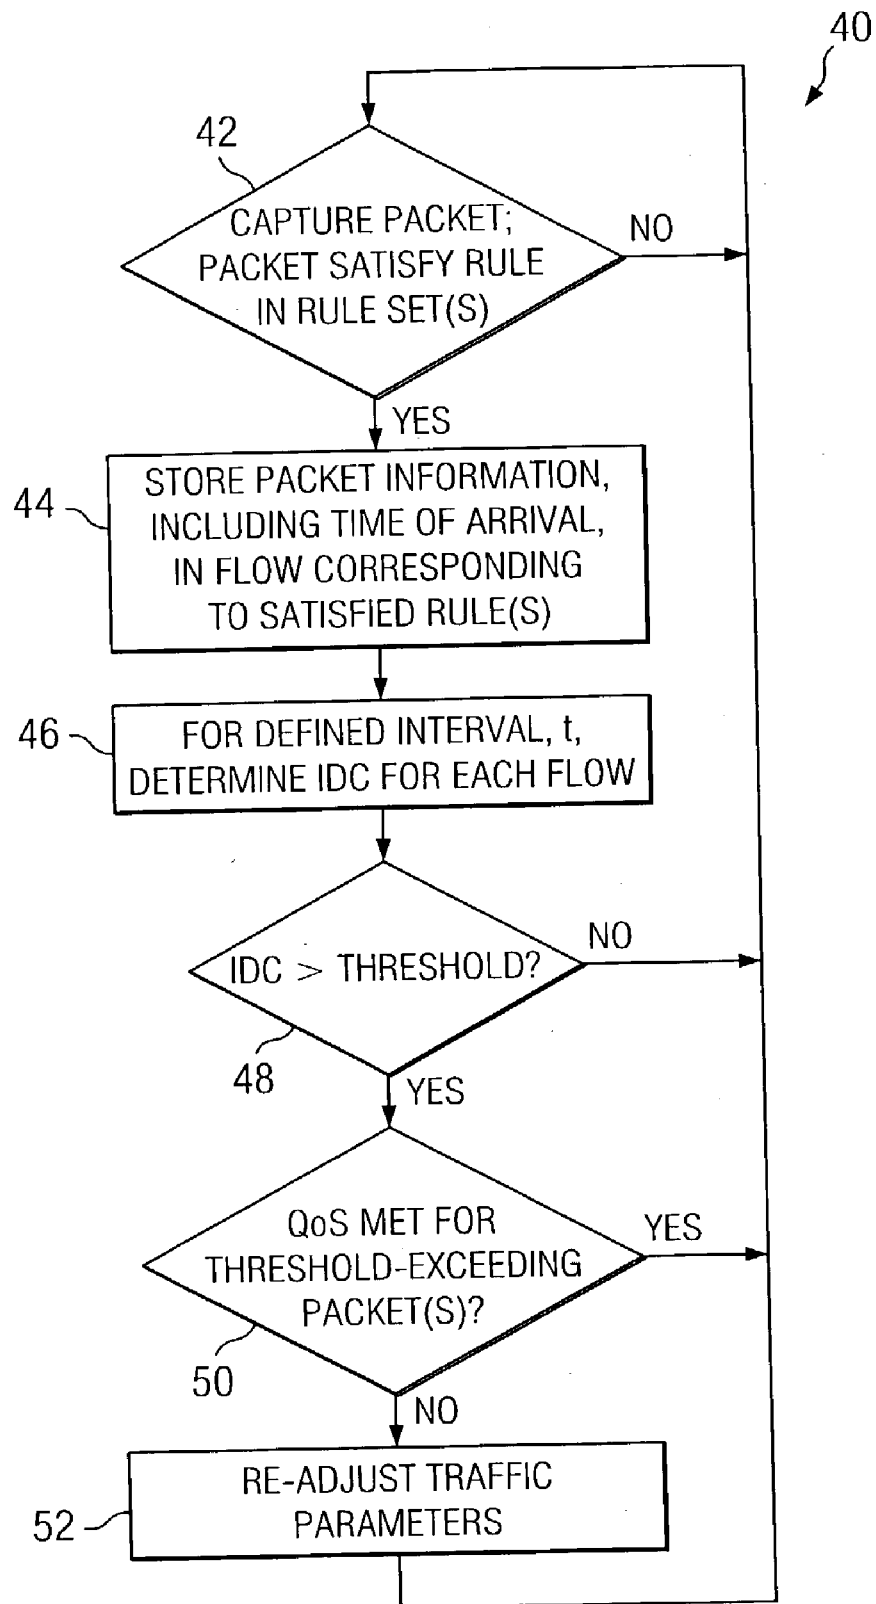 40
42
CAPTURE PACKET;
PACKET SATISFY RULE
IN RULE SET(S)
NO
YES
44
STORE PACKET INFORMATION,
INCLUDING TIME OF ARRIVAL,
IN FLOW CORRESPONDING
TO SATISFIED RULE(S)
46
FOR DEFINED INTERVAL, t,
DETERMINE IDC FOR EACH FLOW
IDC > THRESHOLD?
NO
48
YES
QoS MET FOR
THRESHOLD-EXCEEDING
PACKET(S)?
YES
50
NO
52
RE-ADJUST TRAFFIC
PARAMETERS